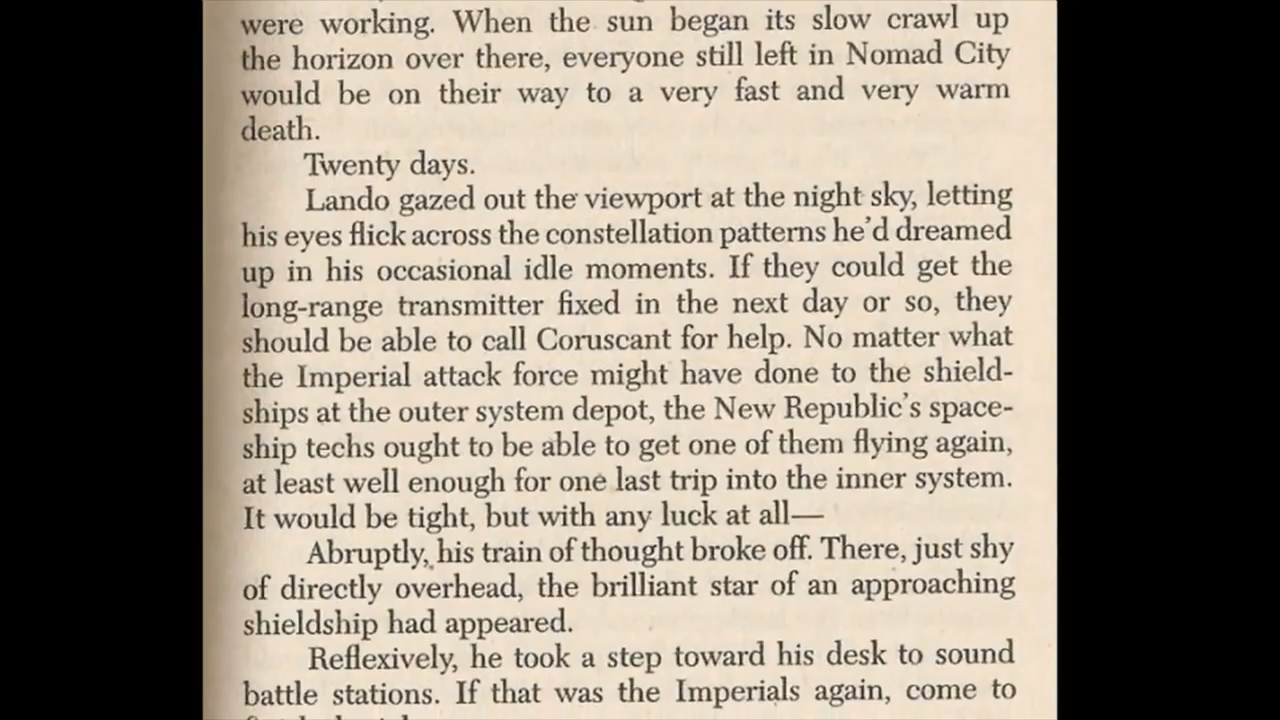 were working. When the sun began its slow crawl up
the horizon over there, everyone still left in Nomad City
would be on their way to a very fast and very warm
death.
Twenty days.
Lando gazed out the viewport at the night sky, letting
his eyes flick across the constellation patterns he’d dreamed
up in his occasional idle moments. If they could get the
long-range transmitter fixed in the next day or so, they
should be able to call Coruscant for help. No matter what
the Imperial attack force might have done to the shield-
ships at the outer system depot, the New Republic’s space-
ship techs ought to be able to get one of them flying again,
at least well enough for one last trip into the inner system.
It would be tight, but with any luck at all—
Abruptly, his train of thought broke off. There, just shy
of directly overhead, the brilliant star of an approaching
shieldship had appeared.
Reflexively, he took a step toward his desk to sound
battle stations. If that was the Imperials again, come to